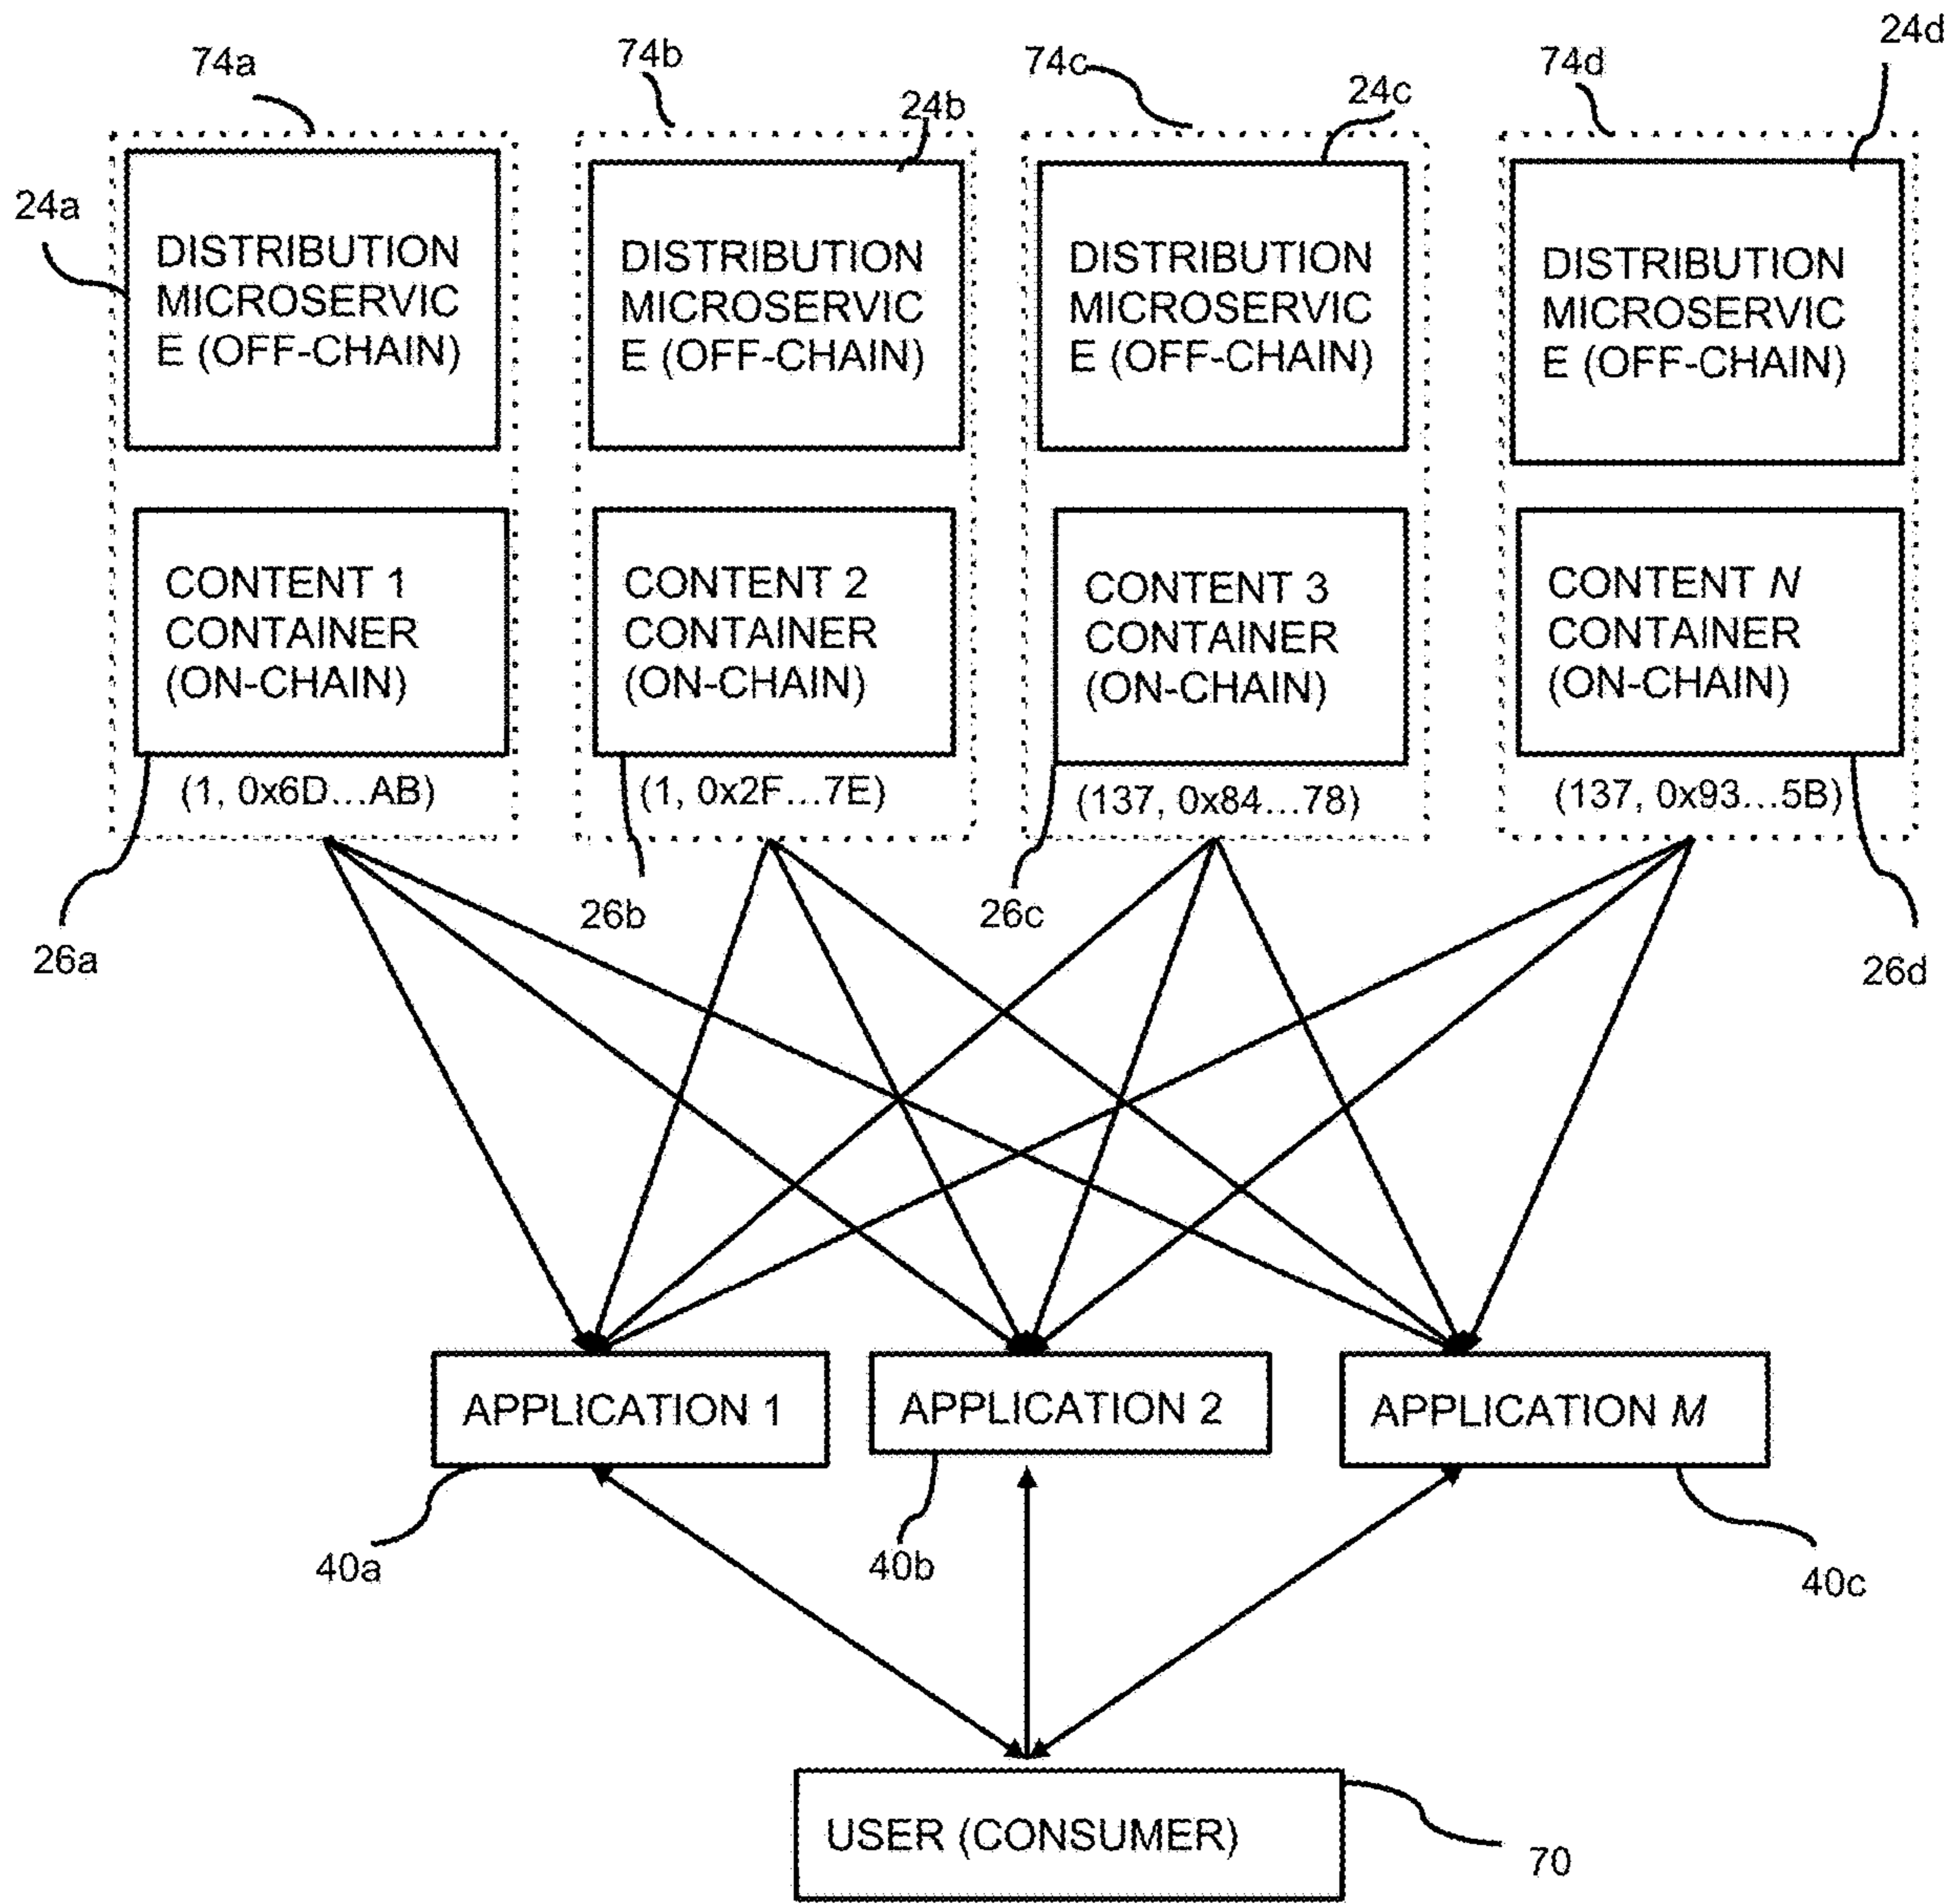 74a
74b
74c
74d
24d
24b
24c
24a
DISTRIBUTION
MICROSERVIC
E (OFF-CHAIN)
DISTRIBUTION
MICROSERVIC
E (OFF-CHAIN)
DISTRIBUTION
MICROSERVIC
E (OFF-CHAIN)
DISTRIBUTION
MICROSERVIC
E (OFF-CHAIN)
CONTENT 1
CONTAINER
(ON-CHAIN)
CONTENT 2
CONTAINER
(ON-CHAIN)
CONTENT 3
CONTAINER
(ON-CHAIN)
CONTENT N
CONTAINER
(ON-CHAIN)
(1, 0x6D...AB)
(1, 0x2F...7E)
(137, 0x84...78)
(137, 0x93...5B)
26a
26b
26c
26d
APPLICATION 1
APPLICATION 2
APPLICATION M
40a
40b
40c
USER (CONSUMER)
70